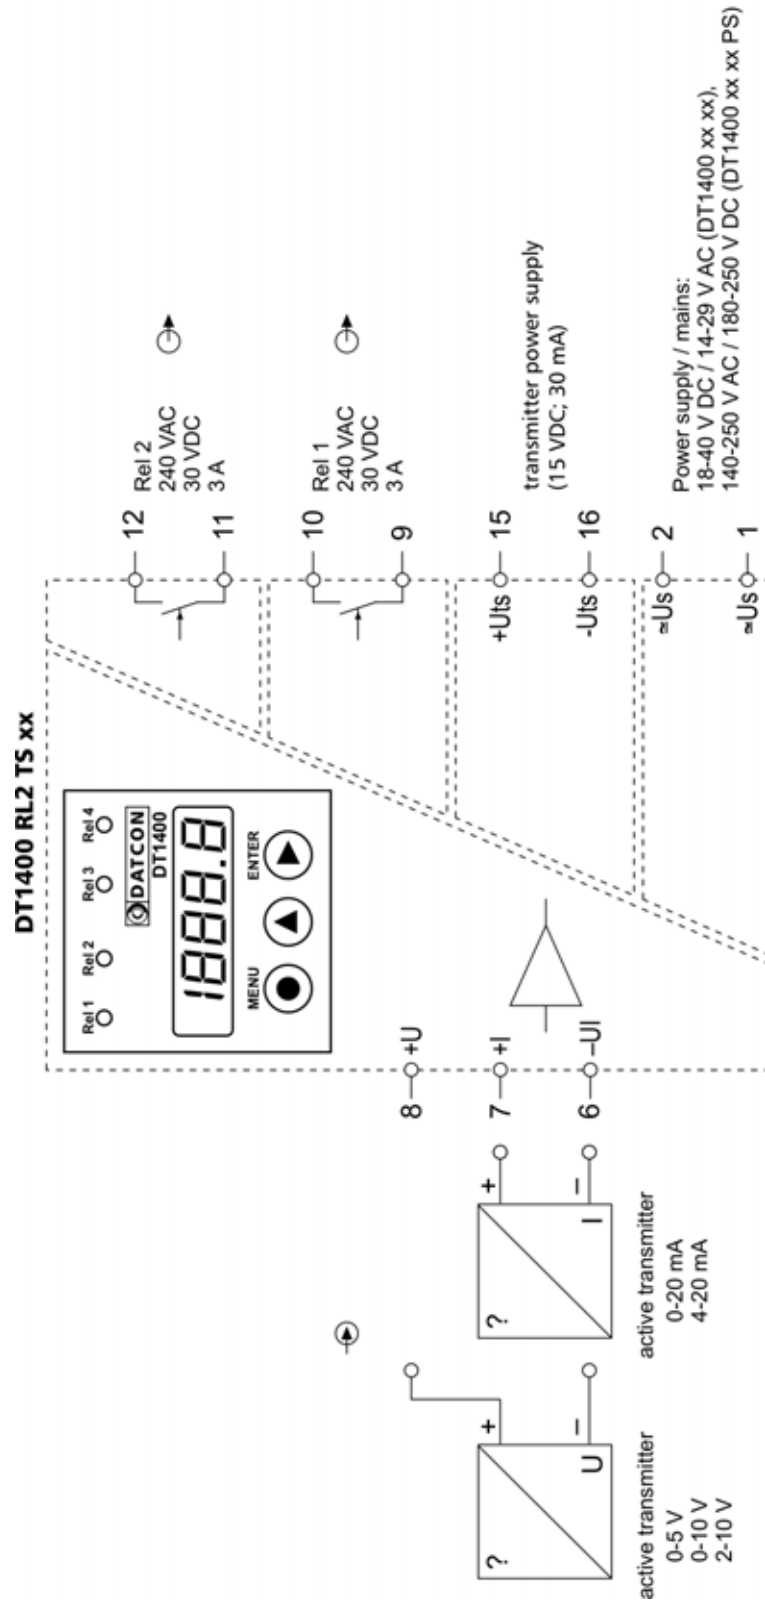 DT1400 RL2 TS xx
Rel 1
Rel 2
Rel 3
Rel 4
DATCON
DT1400
1888.8
MENU
ENTER
8
+U
7
+I
6
–UI
12
Rel 2
240 VAC
30 VDC
3 A
11
10
Rel 1
240 VAC
30 VDC
3 A
9
+Uts
15
transmitter power supply
(15 VDC; 30 mA)
-Uts
16
≃Us
2
Power supply / mains:
18-40 V DC / 14-29 V AC (DT1400 xx xx),
140-250 V AC / 180-250 V DC (DT1400 xx xx PS)
≃Us
1
?
+
–
U
active transmitter
0-5 V
0-10 V
2-10 V
?
+
–
I
active transmitter
0-20 mA
4-20 mA